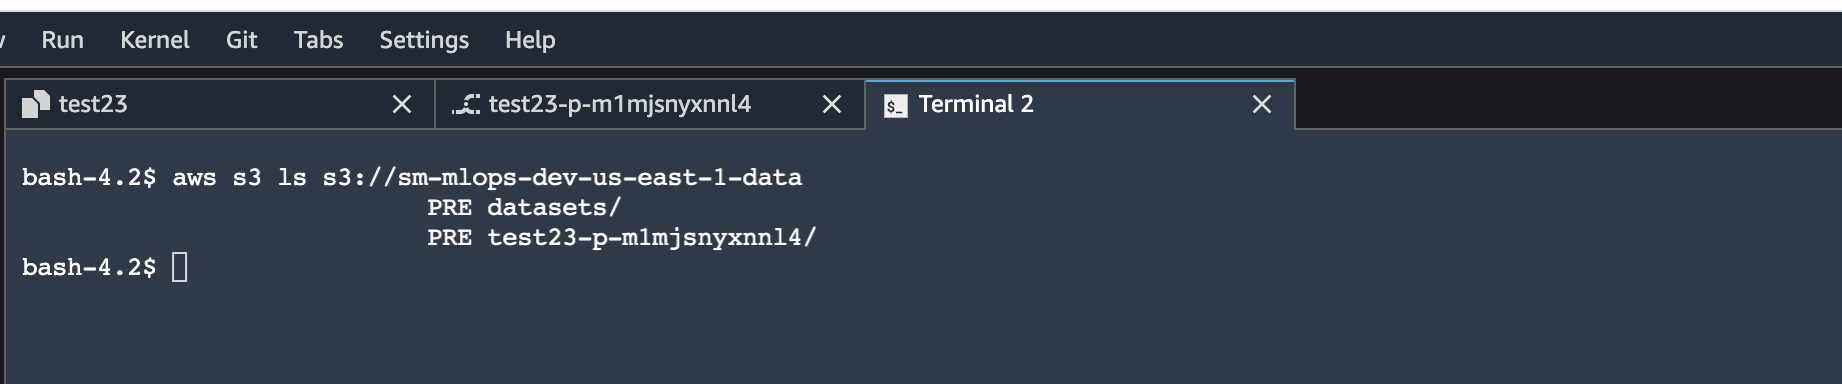 Run Kernel Git Tabs Settings Help
test23 test23-p-m1mjsnyxnnl4 $_ Terminal 2
bash-4.2$ aws s3 ls s3://sm-mlops-dev-us-east-1-data
PRE datasets/
PRE test23-p-m1mjsnyxnnl4/
bash-4.2$